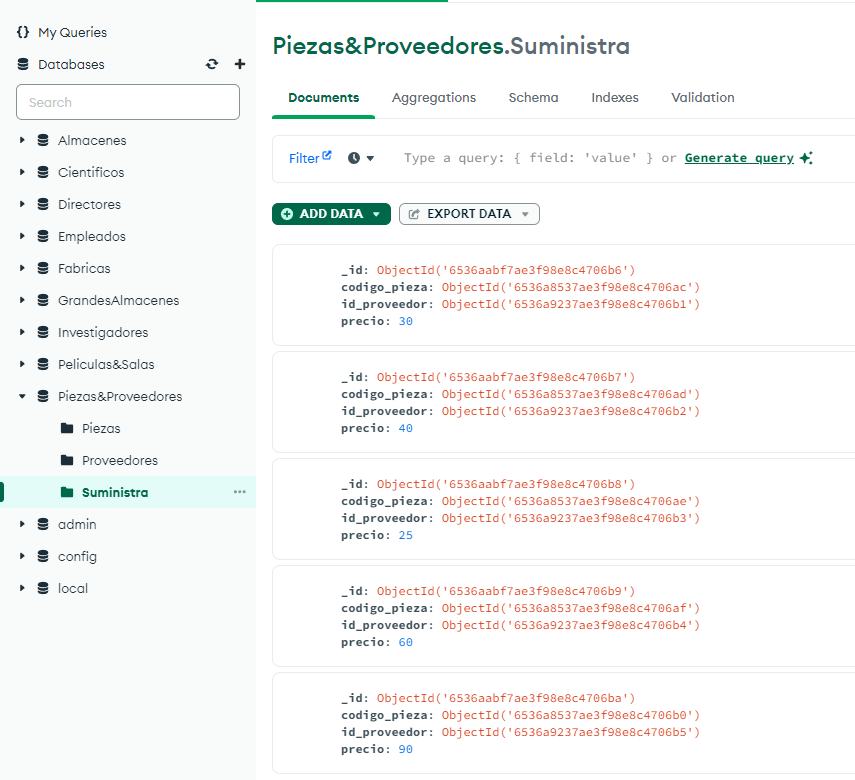 My Queries
Databases
Search
Almacenes
Cientificos
Directores
Empleados
Fabricas
GrandesAlmacenes
Investigadores
Peliculas&Salas
Piezas&Proveedores
Piezas
Proveedores
Suministra
admin
config
local
Piezas&Proveedores.Suministra
Documents Aggregations Schema Indexes Validation
Filter Type a query: { field: 'value' } or Generate query
ADD DATA EXPORT DATA
_id: ObjectId('6536aabf7ae3f98e8c4706b6')
codigo_pieza: ObjectId('6536a8537ae3f98e8c4706ac')
id_proveedor: ObjectId('6536a9237ae3f98e8c4706b1')
precio: 30
_id: ObjectId('6536aabf7ae3f98e8c4706b7')
codigo_pieza: ObjectId('6536a8537ae3f98e8c4706ad')
id_proveedor: ObjectId('6536a9237ae3f98e8c4706b2')
precio: 40
_id: ObjectId('6536aabf7ae3f98e8c4706b8')
codigo_pieza: ObjectId('6536a8537ae3f98e8c4706ae')
id_proveedor: ObjectId('6536a9237ae3f98e8c4706b3')
precio: 25
_id: ObjectId('6536aabf7ae3f98e8c4706b9')
codigo_pieza: ObjectId('6536a8537ae3f98e8c4706af')
id_proveedor: ObjectId('6536a9237ae3f98e8c4706b4')
precio: 60
_id: ObjectId('6536aabf7ae3f98e8c4706ba')
codigo_pieza: ObjectId('6536a8537ae3f98e8c4706b0')
id_proveedor: ObjectId('6536a9237ae3f98e8c4706b5')
precio: 90